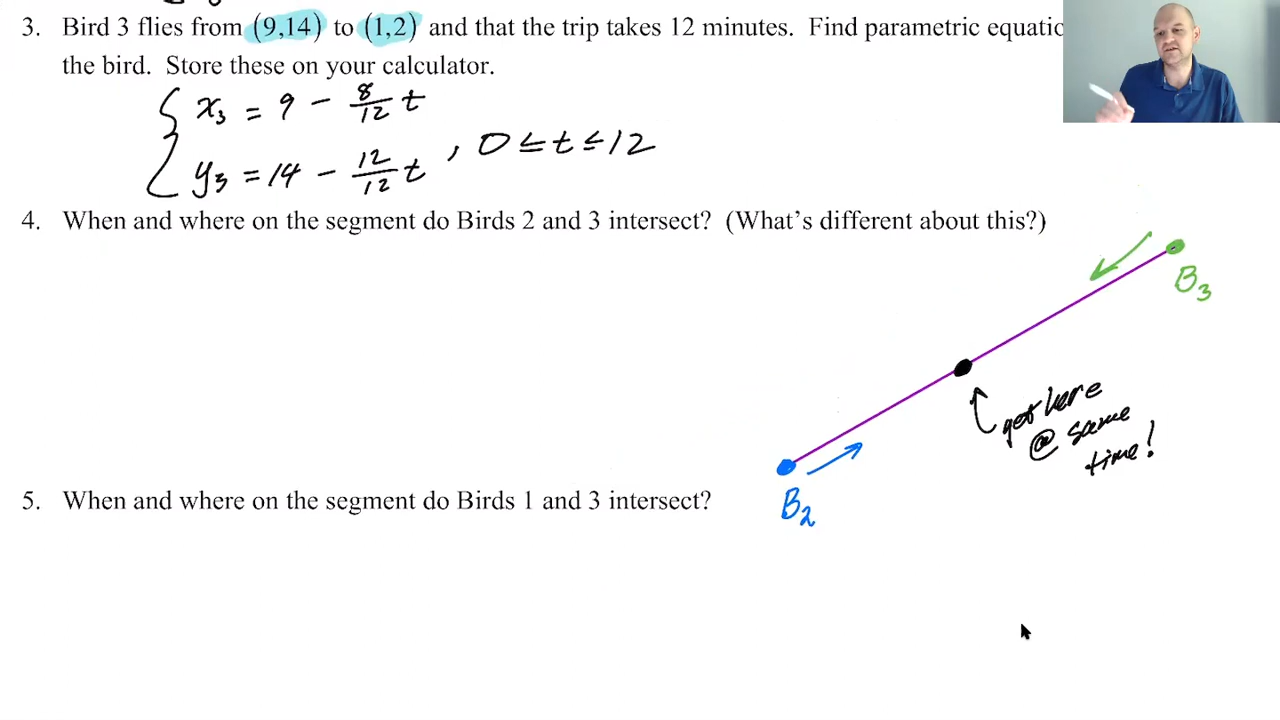 3. Bird 3 flies from (9,14) to (1,2) and that the trip takes 12 minutes. Find parametric
the bird. Store these on your calculator.
x₃ = 9 − 8/12 t
y₃ = 14 − 12/12 t , 0 ≤ t ≤ 12
4. When and where on the segment do Birds 2 and 3 intersect? (What's different about this?)
B₃
get here
@ same
time!
5. When and where on the segment do Birds 1 and 3 intersect?
B₂